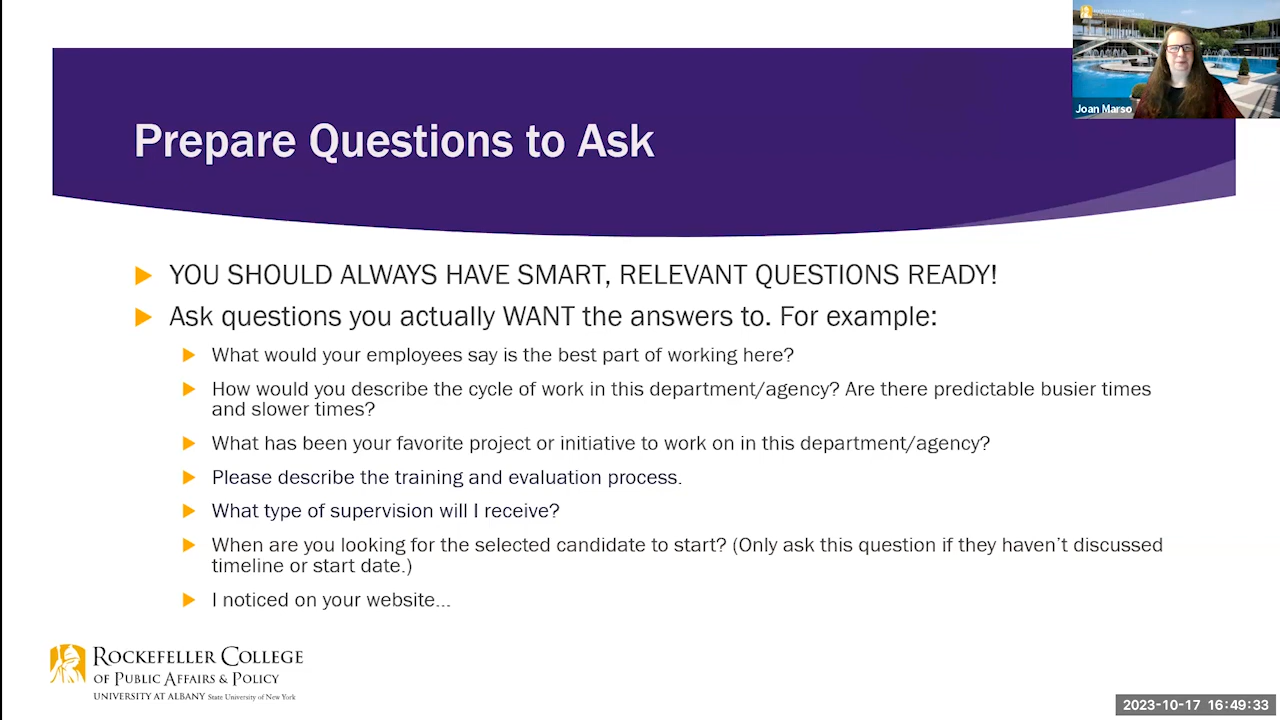 Joan Marso
Prepare Questions to Ask
YOU SHOULD ALWAYS HAVE SMART, RELEVANT QUESTIONS READY!
Ask questions you actually WANT the answers to. For example:
What would your employees say is the best part of working here?
How would you describe the cycle of work in this department/agency? Are there predictable busier times
and slower times?
What has been your favorite project or initiative to work on in this department/agency?
Please describe the training and evaluation process.
What type of supervision will I receive?
When are you looking for the selected candidate to start? (Only ask this question if they haven't discussed
timeline or start date.)
I noticed on your website...
ROCKEFELLER COLLEGE
OF PUBLIC AFFAIRS & POLICY
UNIVERSITY AT ALBANY State University of New York
2023-10-17 16:49:33